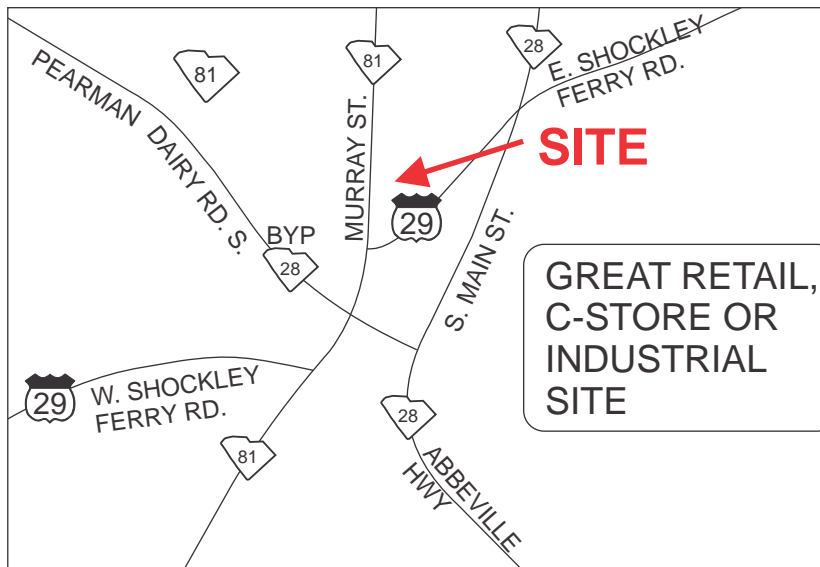 81
81
28
E. SHOCKLEY
FERRY RD.
PEARMAN DAIRY RD. S.
MURRAY ST.
SITE
29
BYP
28
S. MAIN ST.
GREAT RETAIL,
C-STORE OR
INDUSTRIAL
SITE
29
W. SHOCKLEY
FERRY RD.
28
81
ABBEVILLE
HWY